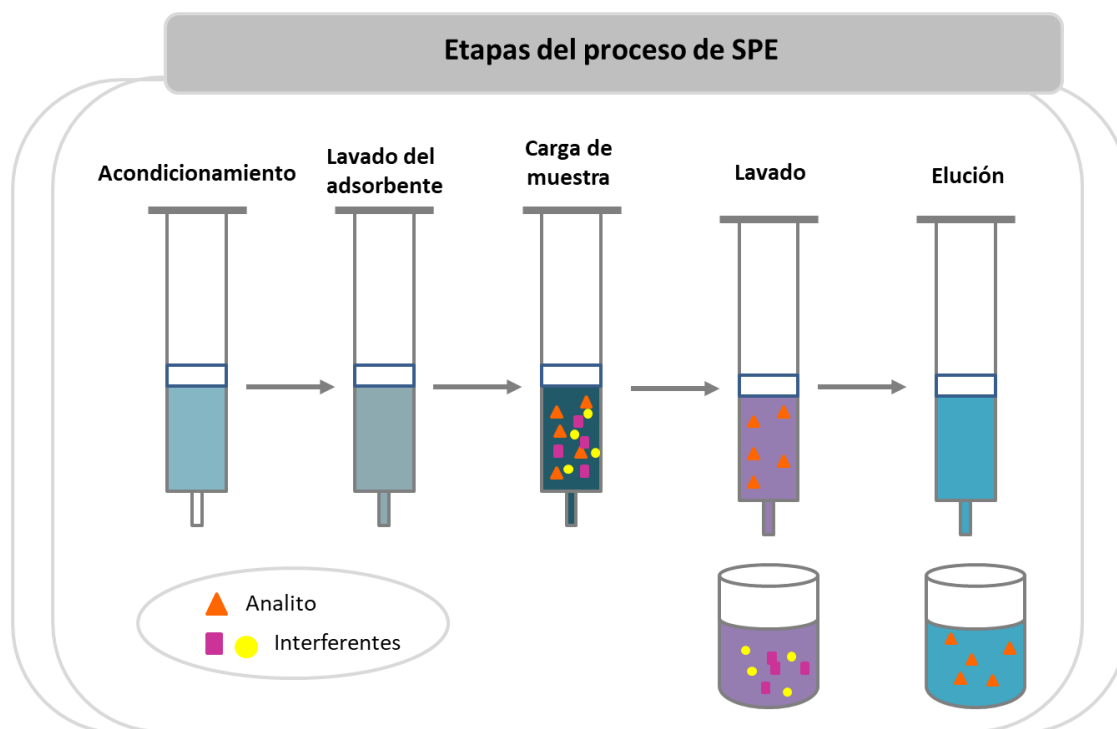 Etapas del proceso de SPE
Acondicionamiento
Lavado del
adsorbente
Carga de
muestra
Lavado
Elución
Analito
Interferentes